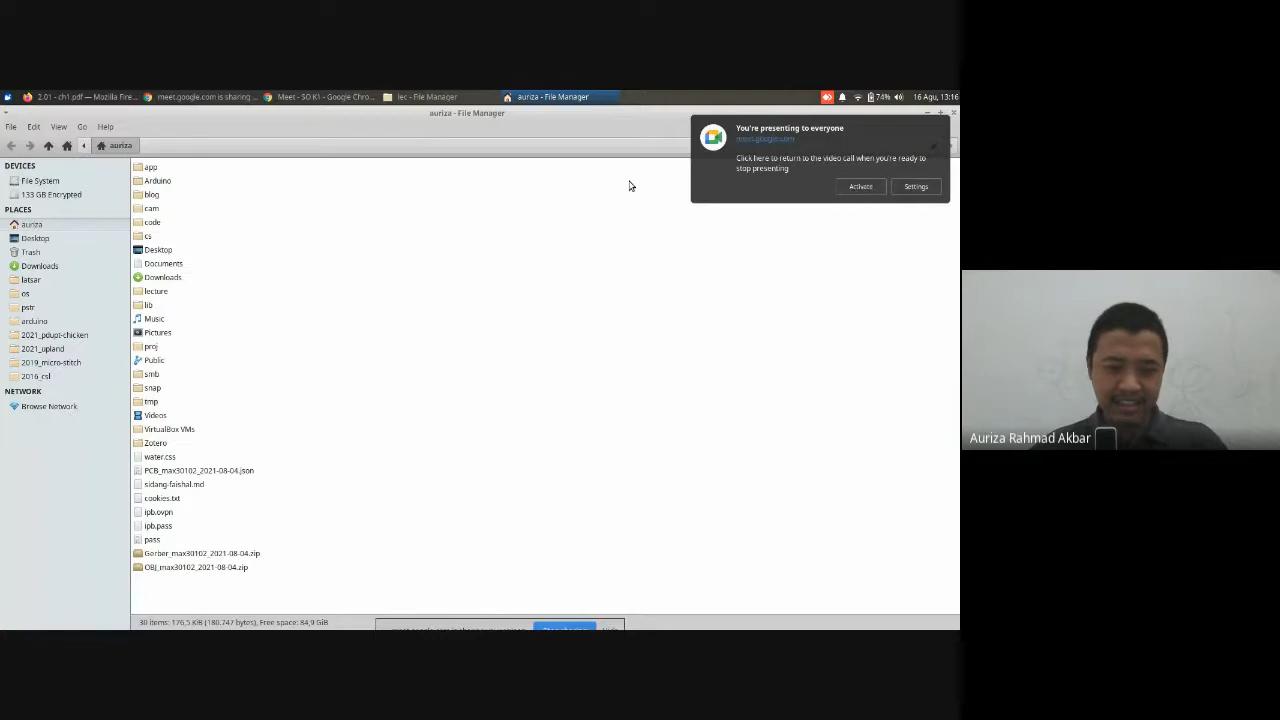 2.01 - ch1.pdf — Mozilla Fire...
meet.google.com is sharing ...
Meet - SO K1 - Google Chro...
lec - File Manager
auriza - File Manager
74%
16 Agu, 13:16
auriza - File Manager
File Edit View Go Help
auriza
You're presenting to everyone
meet.google.com
Click here to return to the video call when you're ready to
stop presenting
Activate
Settings
DEVICES
File System
133 GB Encrypted
PLACES
auriza
Desktop
Trash
Downloads
latsar
os
pstr
arduino
2021_pdupt-chicken
2021_upland
2019_micro-stitch
2016_csl
NETWORK
Browse Network
app
Arduino
blog
cam
code
cs
Desktop
Documents
Downloads
lecture
lib
Music
Pictures
proj
Public
smb
snap
tmp
Videos
VirtualBox VMs
Zotero
water.css
PCB_max30102_2021-08-04.json
sidang-faishal.md
cookies.txt
ipb.ovpn
ipb.pass
pass
Gerber_max30102_2021-08-04.zip
OBJ_max30102_2021-08-04.zip
30 items: 176,5 KiB (180.747 bytes), Free space: 84,9 GiB
Auriza Rahmad Akbar